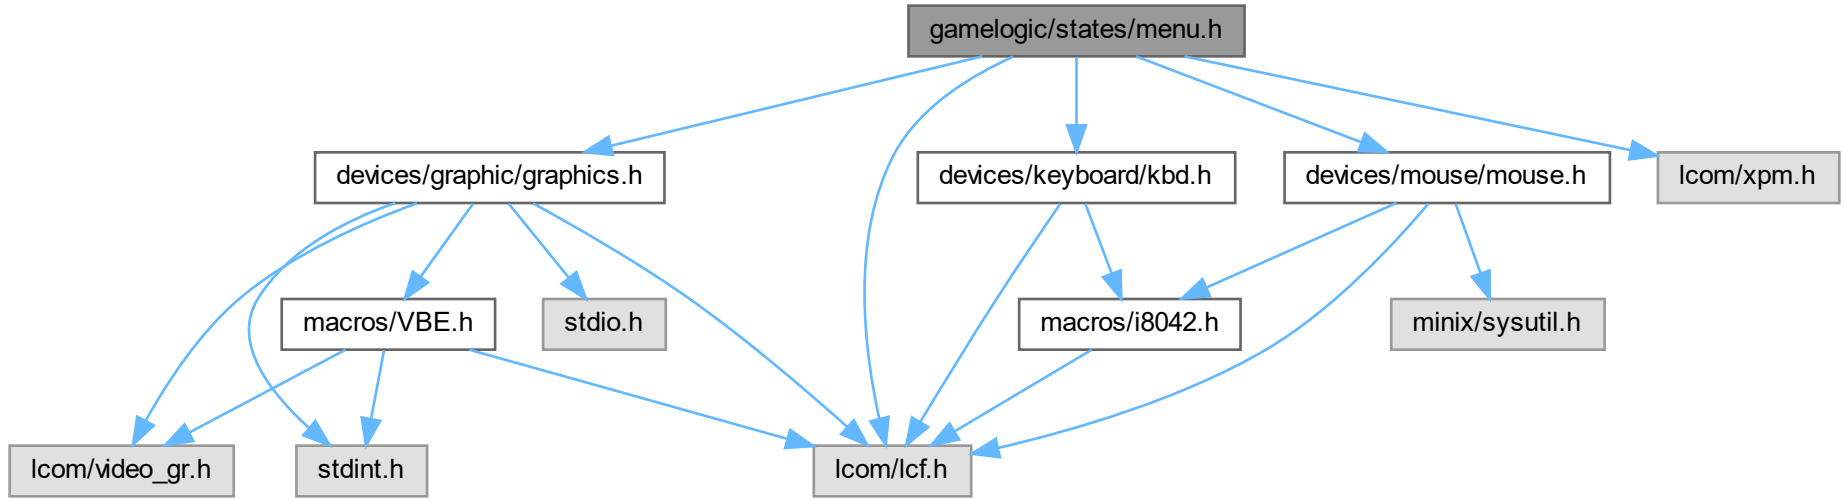 gamelogic/states/menu.h
devices/graphic/graphics.h
devices/keyboard/kbd.h
devices/mouse/mouse.h
lcom/xpm.h
macros/VBE.h
stdio.h
macros/i8042.h
minix/sysutil.h
lcom/video_gr.h
stdint.h
lcom/lcf.h